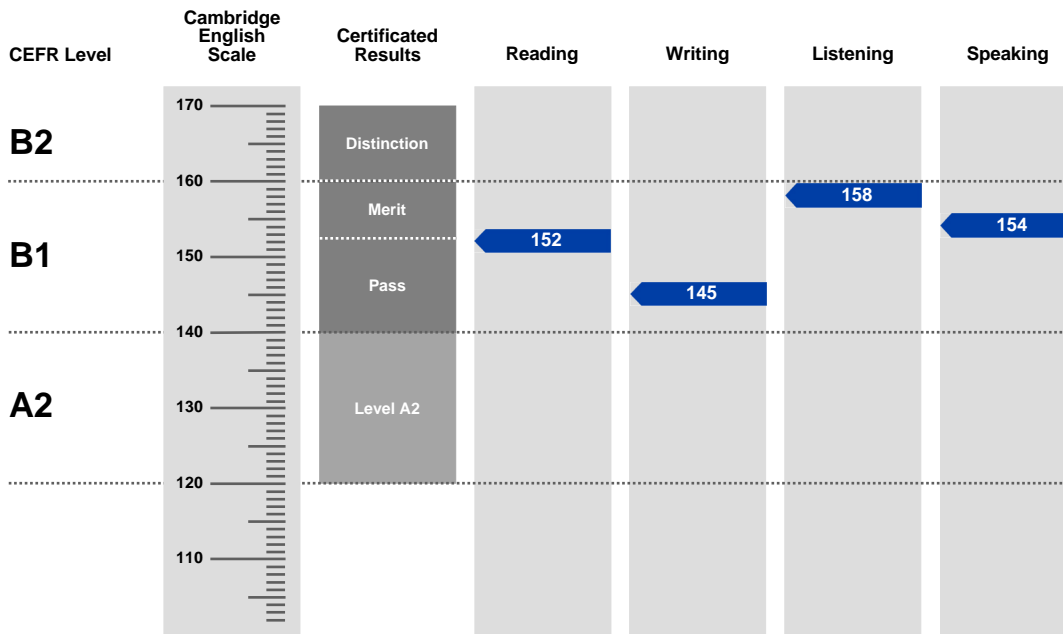 CEFR Level
Cambridge
English
Scale
Certificated
Results
Reading
Writing
Listening
Speaking
170
B2
Distinction
160
Merit
158
154
152
B1
150
Pass
145
140
A2
130
Level A2
120
110